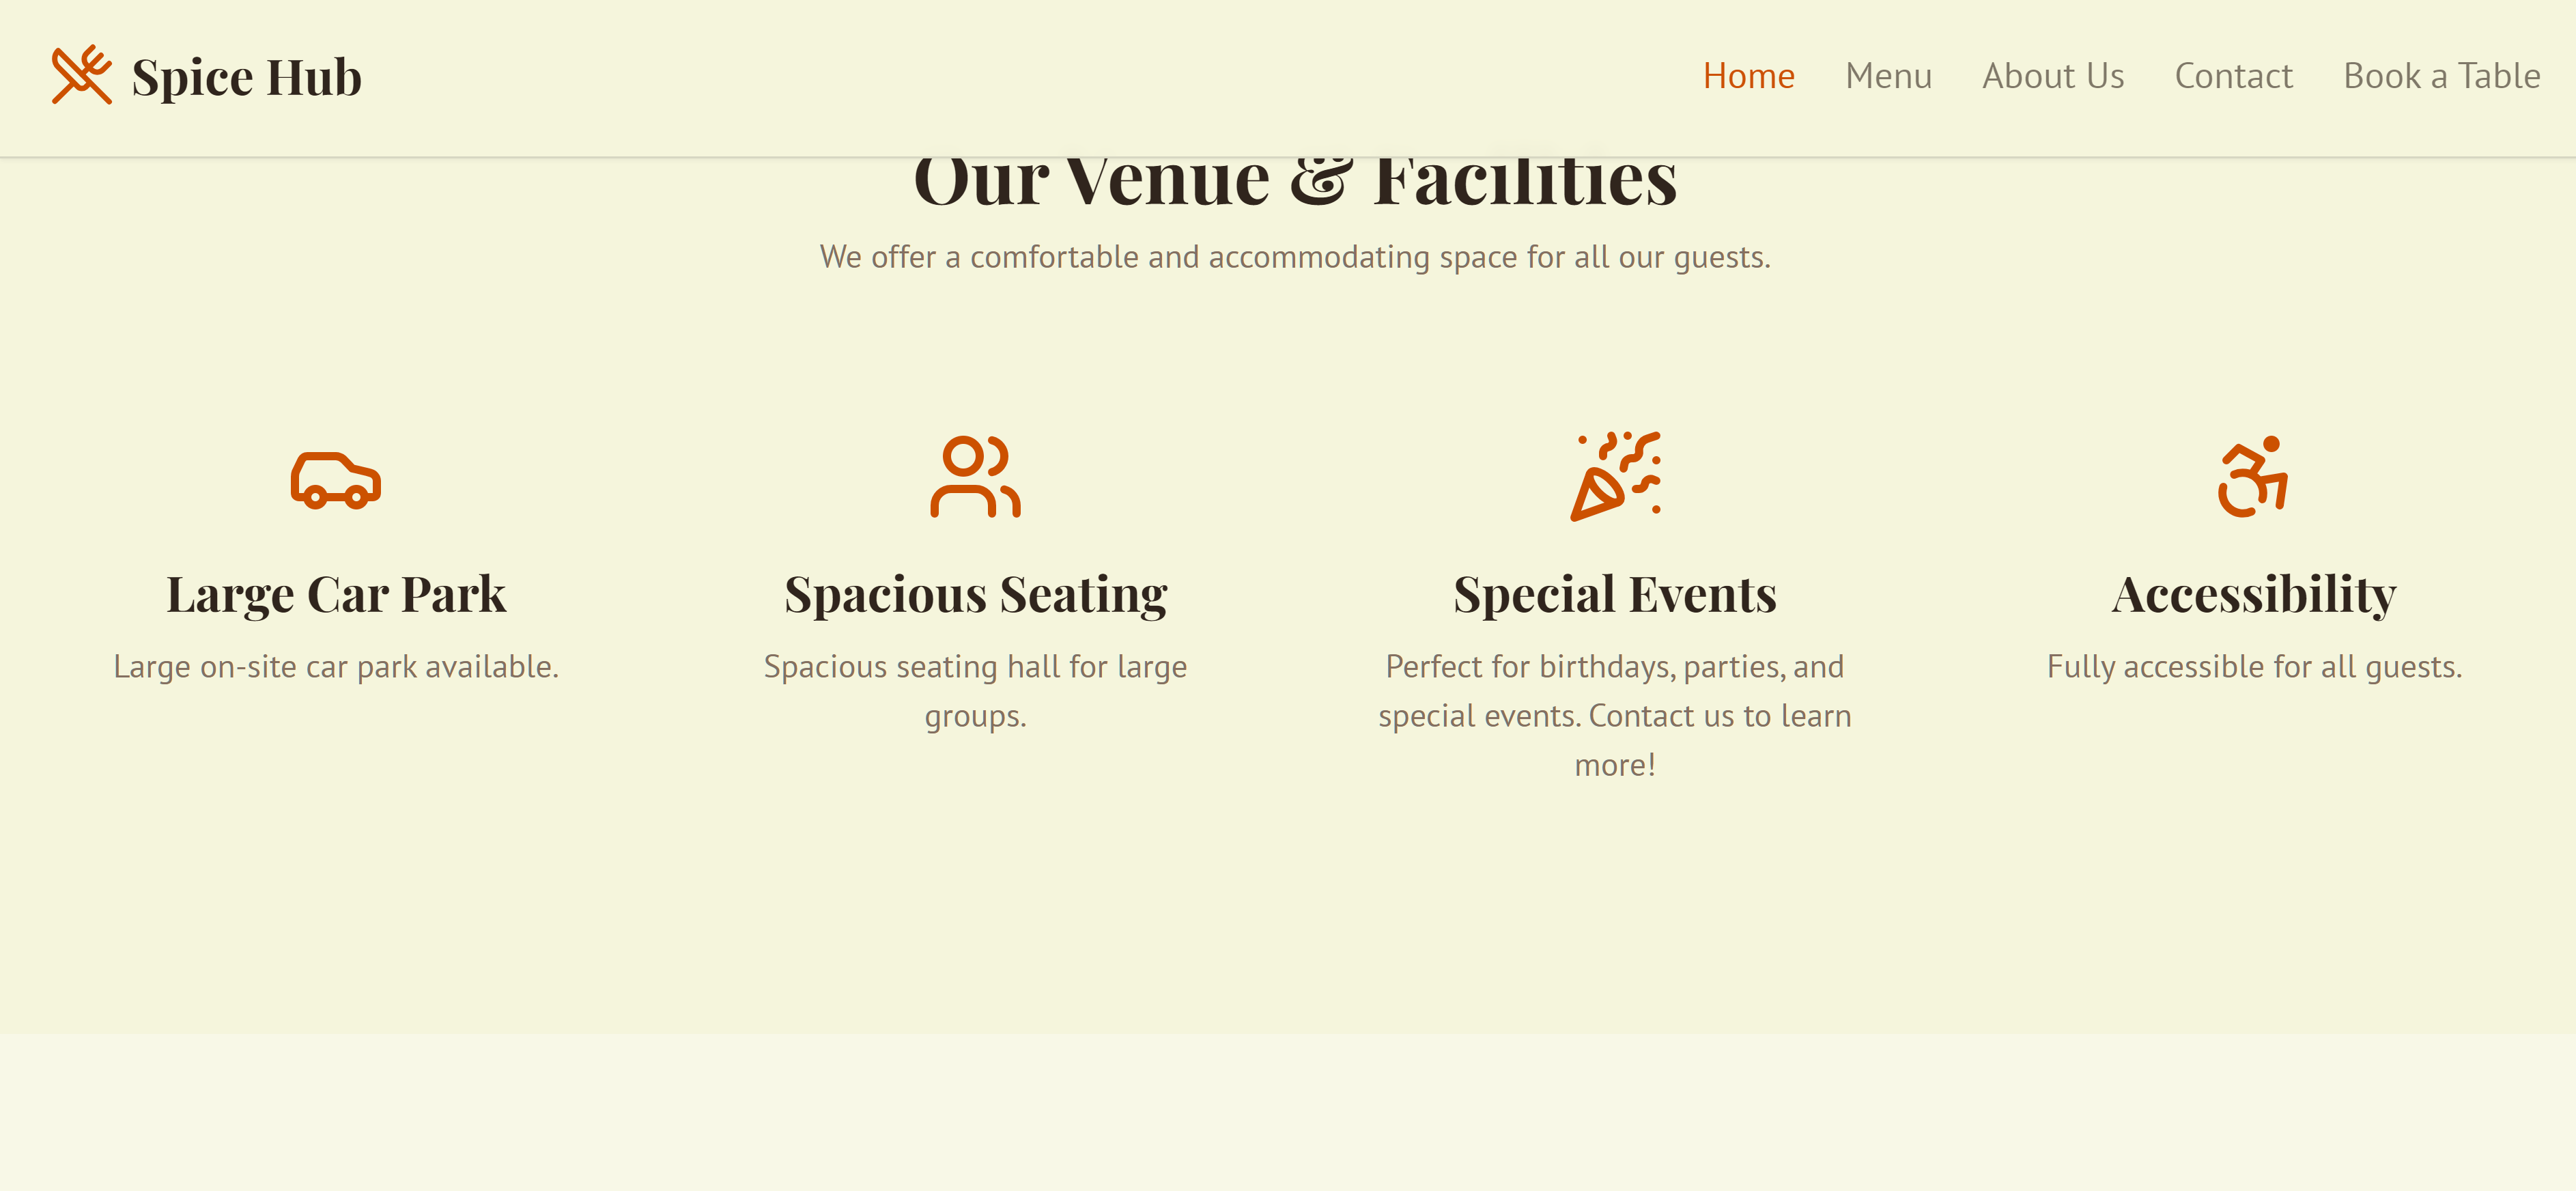 Spice Hub
Home Menu About Us Contact Book a Table
Our Venue & Facilities
We offer a comfortable and accommodating space for all our guests.
Large Car Park
Large on-site car park available.
Spacious Seating
Spacious seating hall for large
groups.
Special Events
Perfect for birthdays, parties, and
special events. Contact us to learn
more!
Accessibility
Fully accessible for all guests.